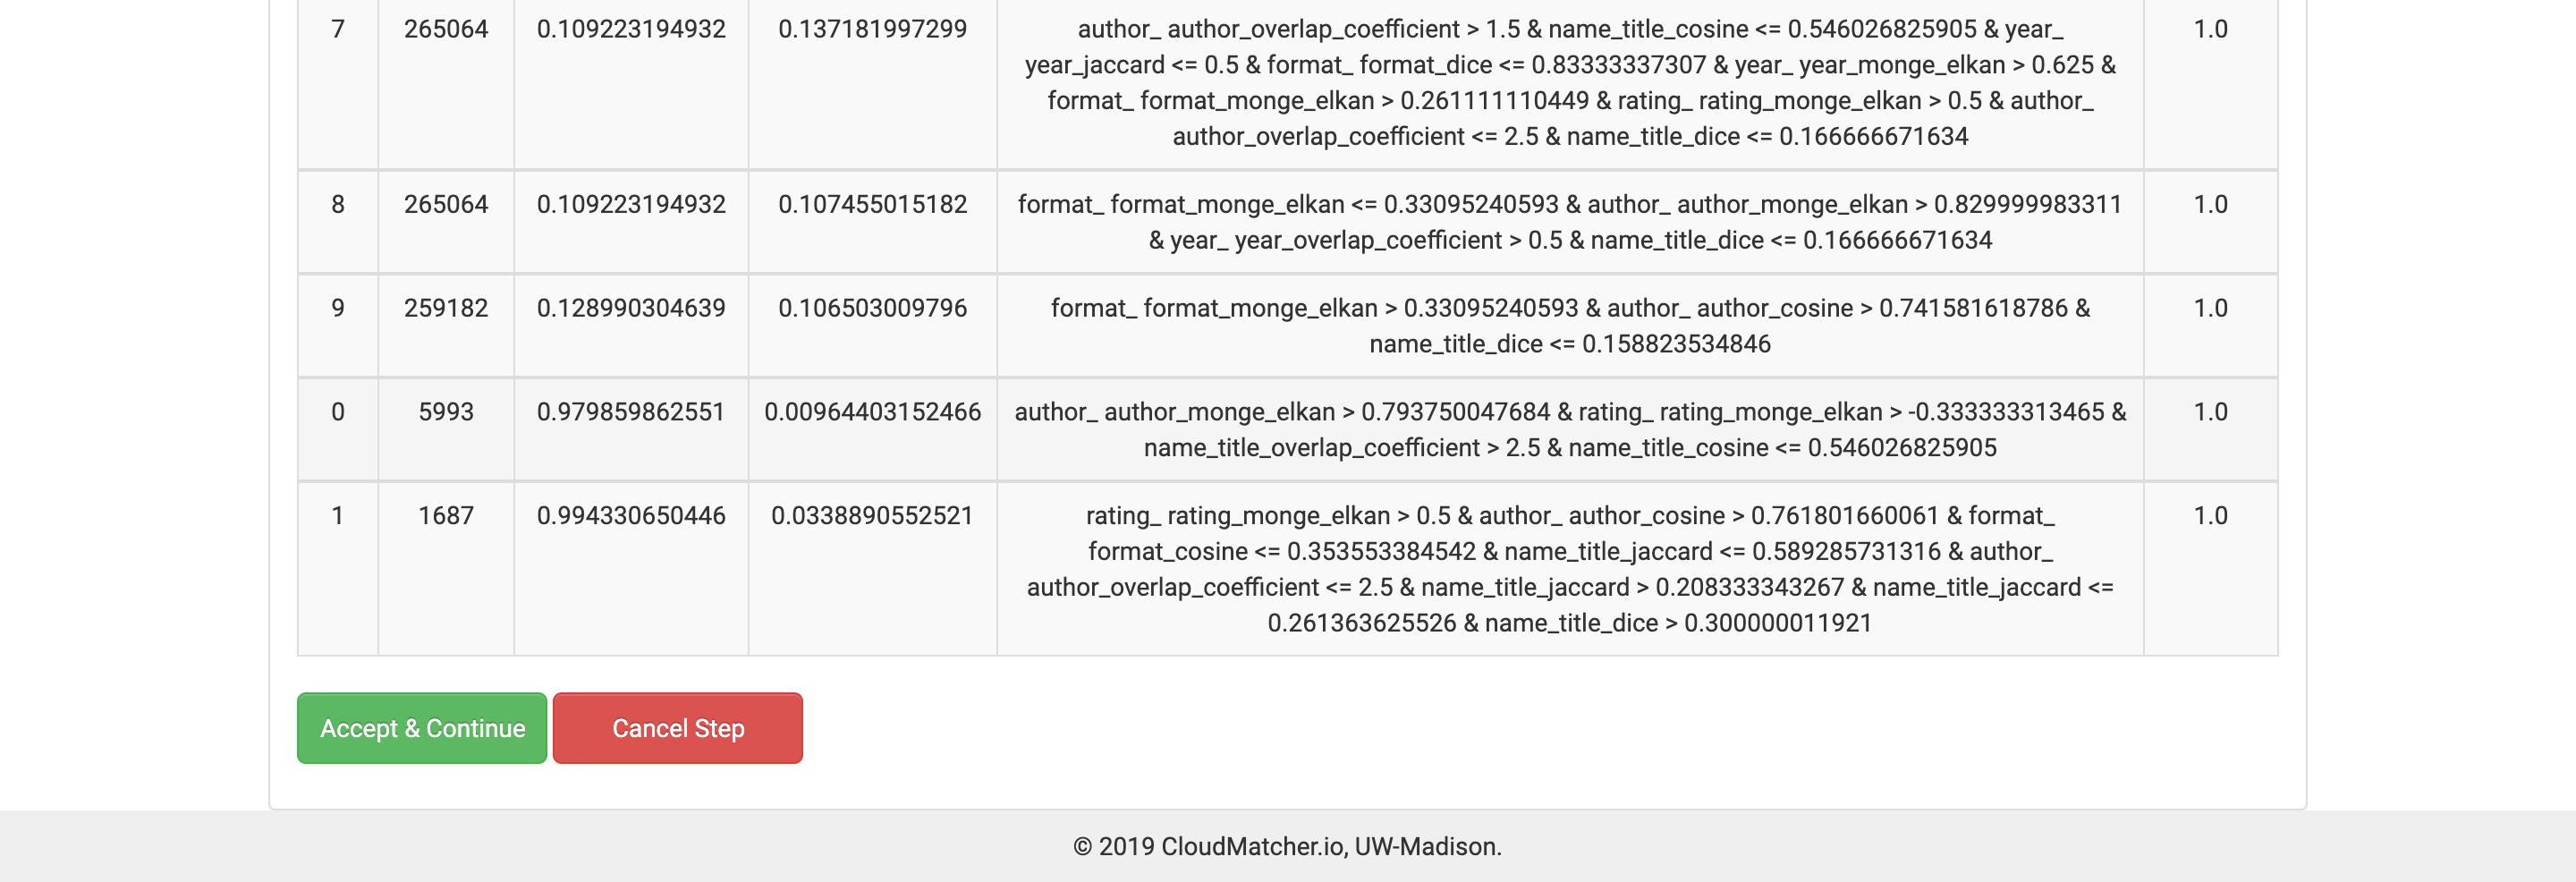 7 265064 0.109223194932 0.137181997299 author_ author_overlap_coefficient > 1.5 & name_title_cosine <= 0.546026825905 & year_ 1.0
year_jaccard <= 0.5 & format_ format_dice <= 0.83333337307 & year_ year_monge_elkan > 0.625 &
format_ format_monge_elkan > 0.261111110449 & rating_ rating_monge_elkan > 0.5 & author_
author_overlap_coefficient <= 2.5 & name_title_dice <= 0.166666671634
8 265064 0.109223194932 0.107455015182 format_ format_monge_elkan <= 0.33095240593 & author_ author_monge_elkan > 0.829999983311 1.0
& year_ year_overlap_coefficient > 0.5 & name_title_dice <= 0.166666671634
9 259182 0.128990304639 0.106503009796 format_ format_monge_elkan > 0.33095240593 & author_ author_cosine > 0.741581618786 & 1.0
name_title_dice <= 0.158823534846
0 5993 0.979859862551 0.00964403152466 author_ author_monge_elkan > 0.793750047684 & rating_ rating_monge_elkan > -0.333333313465 & 1.0
name_title_overlap_coefficient > 2.5 & name_title_cosine <= 0.546026825905
1 1687 0.994330650446 0.0338890552521 rating_ rating_monge_elkan > 0.5 & author_ author_cosine > 0.761801660061 & format_ 1.0
format_cosine <= 0.353553384542 & name_title_jaccard <= 0.589285731316 & author_
author_overlap_coefficient <= 2.5 & name_title_jaccard > 0.208333343267 & name_title_jaccard <=
0.261363625526 & name_title_dice > 0.300000011921
Accept & Continue Cancel Step
© 2019 CloudMatcher.io, UW-Madison.